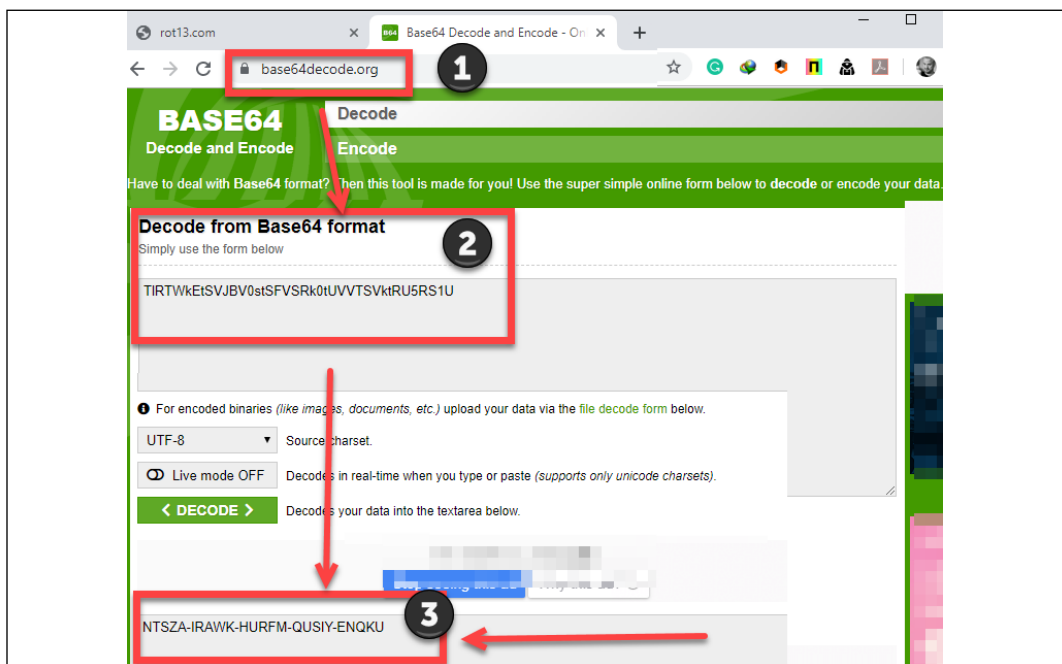 rot13.com
B64 Base64 Decode and Encode - On
base64decode.org
1
BASE64
Decode and Encode
Decode
Encode
Have to deal with Base64 format? Then this tool is made for you! Use the super simple online form below to decode or encode your data.
Decode from Base64 format
Simply use the form below
2
TlRTWkEtSVJBV0stSFVSRk0tUVVTSVktRU5RS1U
For encoded binaries (like images, documents, etc.) upload your data via the file decode form below.
UTF-8 Source charset.
Live mode OFF Decodes in real-time when you type or paste (supports only unicode charsets).
< DECODE > Decodes your data into the textarea below.
3
NTSZA-IRAWK-HURFM-QUSIY-ENQKU